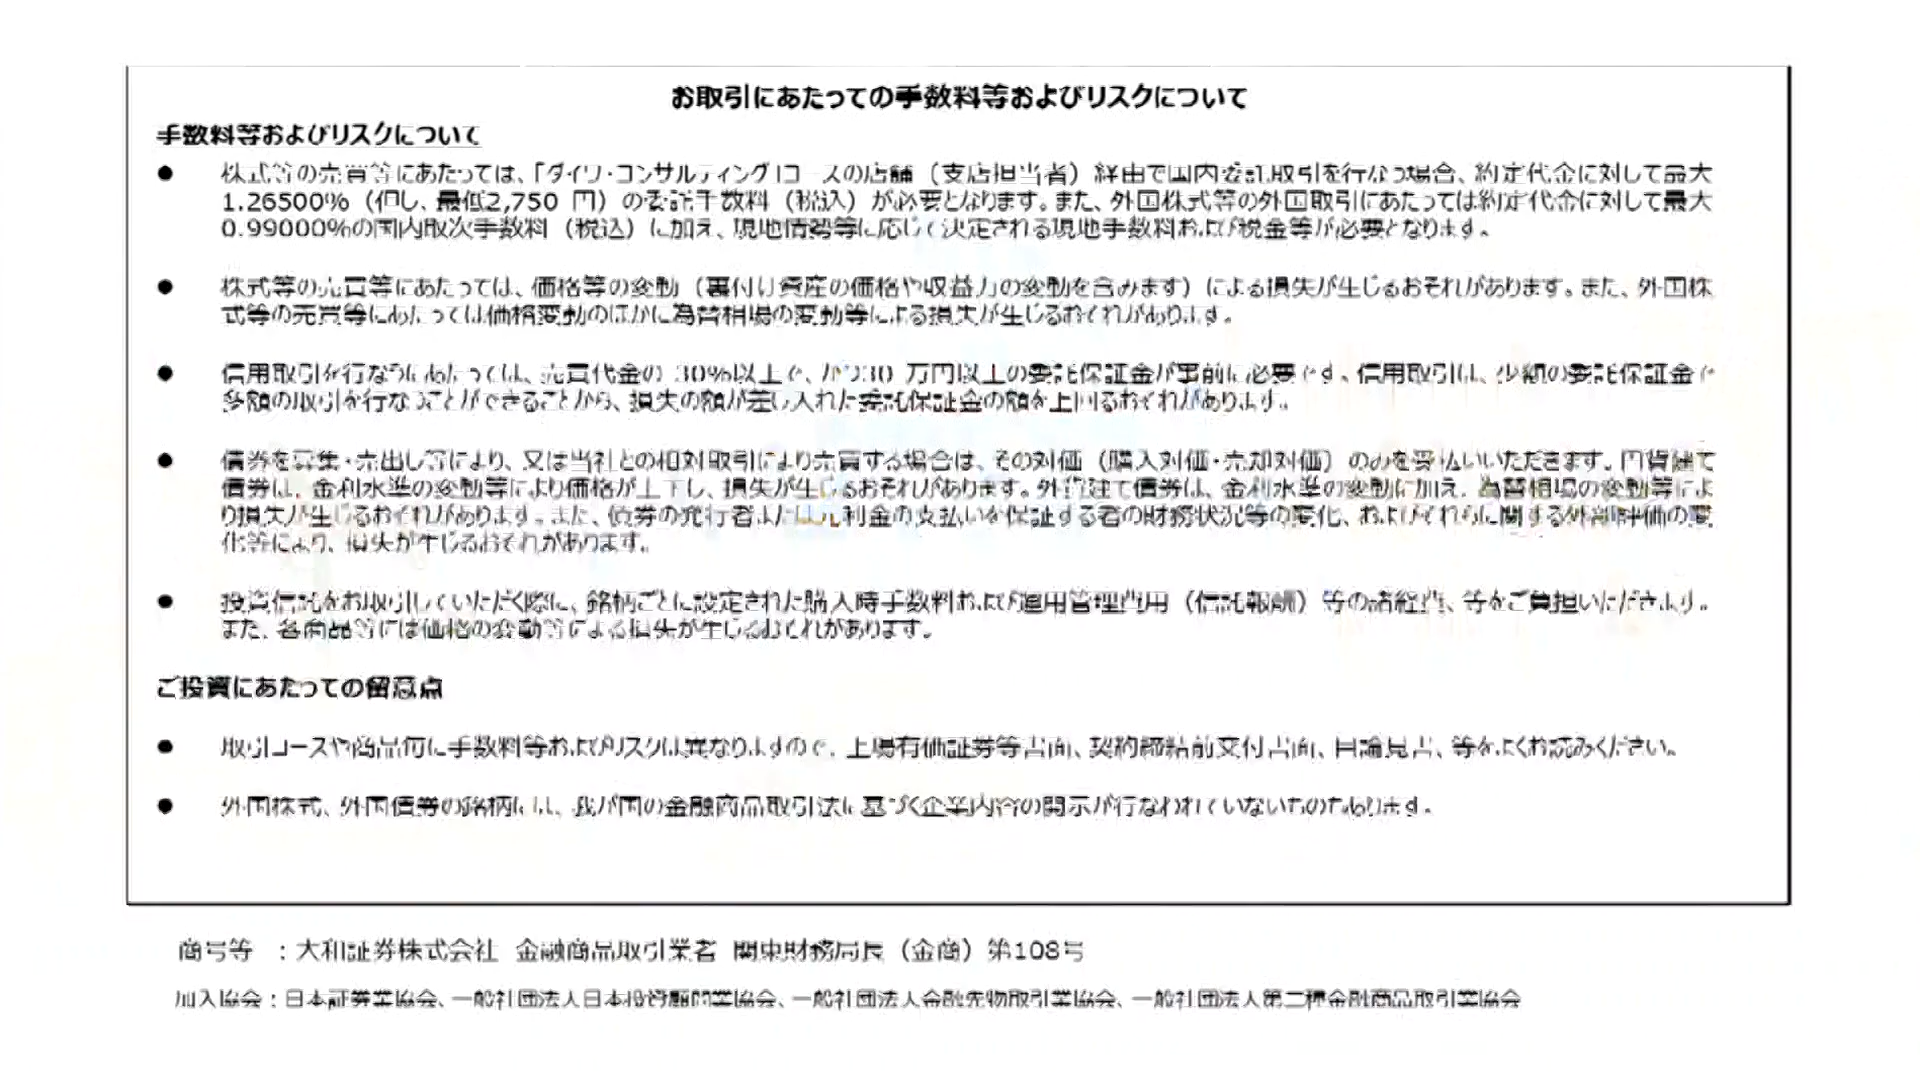 お取引にあたっての手数料等およびリスクについて
手数料等およびリスクについて
● 株式等の売買等にあたっては、「ダイワ・コンサルティング」コースの店舗（支店担当者）経由で国内委託取引を行なう場合、約定代金に対して最大
1.26500%（但し、最低2,750 円）の委託手数料（税込）が必要となります。また、外国株式等の外国取引にあたっては約定代金に対して最大
0.99000%の国内取次手数料（税込）に加え、現地情勢等に応じて決定される現地手数料および税金等が必要となります。
● 株式等の売買等にあたっては、価格等の変動（裏付け資産の価格や収益力の変動を含みます）による損失が生じるおそれがあります。また、外国株
式等の売買等にあたっては価格変動のほかに為替相場の変動等による損失が生じるおそれがあります。
● 信用取引を行なうにあたっては、売買代金の 30%以上で、かつ30 万円以上の委託保証金が事前に必要です。信用取引は、少額の委託保証金で
多額の取引を行なうことができることから、損失の額が差し入れた委託保証金の額を上回るおそれがあります。
● 債券を募集・売出し等により、又は当社との相対取引により売買する場合は、その対価（購入対価・売却対価）のみを受払いいただきます。円貨建て
債券は、金利水準の変動等により価格が上下し、損失が生じるおそれがあります。外貨建て債券は、金利水準の変動に加え、為替相場の変動等によ
り損失が生じるおそれがあります。また、債券の発行者または元利金の支払いを保証する者の財務状況等の変化、およびそれらに関する外部評価の変
化等により、損失が生じるおそれがあります。
● 投資信託をお取引していただく際に、銘柄ごとに設定された購入時手数料および運用管理費用（信託報酬）等の諸経費、等をご負担いただきます。
また、各商品等には価格の変動等による損失が生じるおそれがあります。
ご投資にあたっての留意点
● 取引コースや商品毎に手数料等およびリスクは異なりますので、上場有価証券等書面、契約締結前交付書面、目論見書、等をよくお読みください。
● 外国株式、外国債券の銘柄には、我が国の金融商品取引法に基づく企業内容の開示が行なわれていないものもあります。
商号等 ：大和証券株式会社 金融商品取引業者 関東財務局長（金商）第108号
加入協会：日本証券業協会、一般社団法人日本投資顧問業協会、一般社団法人金融先物取引業協会、一般社団法人第二種金融商品取引業協会